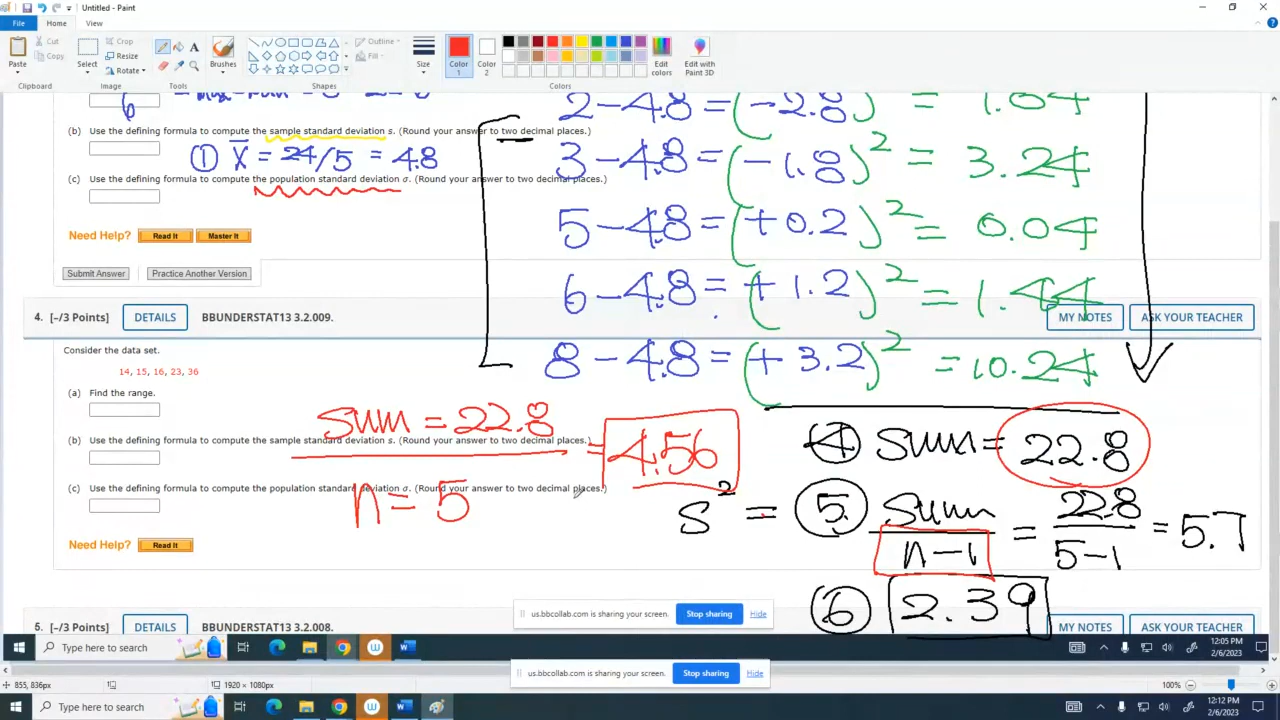 Untitled - Paint
File Home View
Paste Cut Copy Clipboard
Select Crop Resize Rotate Image
Tools
Brushes
Outline Fill Shapes
Size
Color 1 Color 2 Colors
Edit colors
Edit with Paint 3D
2-4.8 = (-2.8)² =
6
(b) Use the defining formula to compute the sample standard deviation s. (Round your answer to two decimal places.)
① x̄ = 24/5 = 4.8
3-4.8 = (-1.8)² = 3.24
(c) Use the defining formula to compute the population standard deviation σ. (Round your answer to two decimal places.)
5-4.8 = (+0.2)² = 0.04
Need Help? Read It Master It
Submit Answer Practice Another Version
6-4.8 = (+1.2)² = 1.44
4. [–/3 Points] DETAILS BBUNDERSTAT13 3.2.009. MY NOTES ASK YOUR TEACHER
Consider the data set.
8-4.8 = (+3.2)² = 10.24
14, 15, 16, 23, 36
(a) Find the range.
sum = 22.8
n = 5
= 4.56
④ sum = 22.8
(b) Use the defining formula to compute the sample standard deviation s. (Round your answer to two decimal places.)
(c) Use the defining formula to compute the population standard deviation σ. (Round your answer to two decimal places.)
s² = ⑤ sum / n-1 = 22.8 / 5-1 = 5.7
Need Help? Read It
⑥ 2.39
us.bbcollab.com is sharing your screen. Stop sharing Hide
5. [–/3 Points] DETAILS BBUNDERSTAT13 3.2.008. MY NOTES ASK YOUR TEACHER
Type here to search
12:05 PM
2/6/2023
us.bbcollab.com is sharing your screen. Stop sharing Hide
855, 836px 1920 × 1080px 100%
Type here to search
12:12 PM
2/6/2023